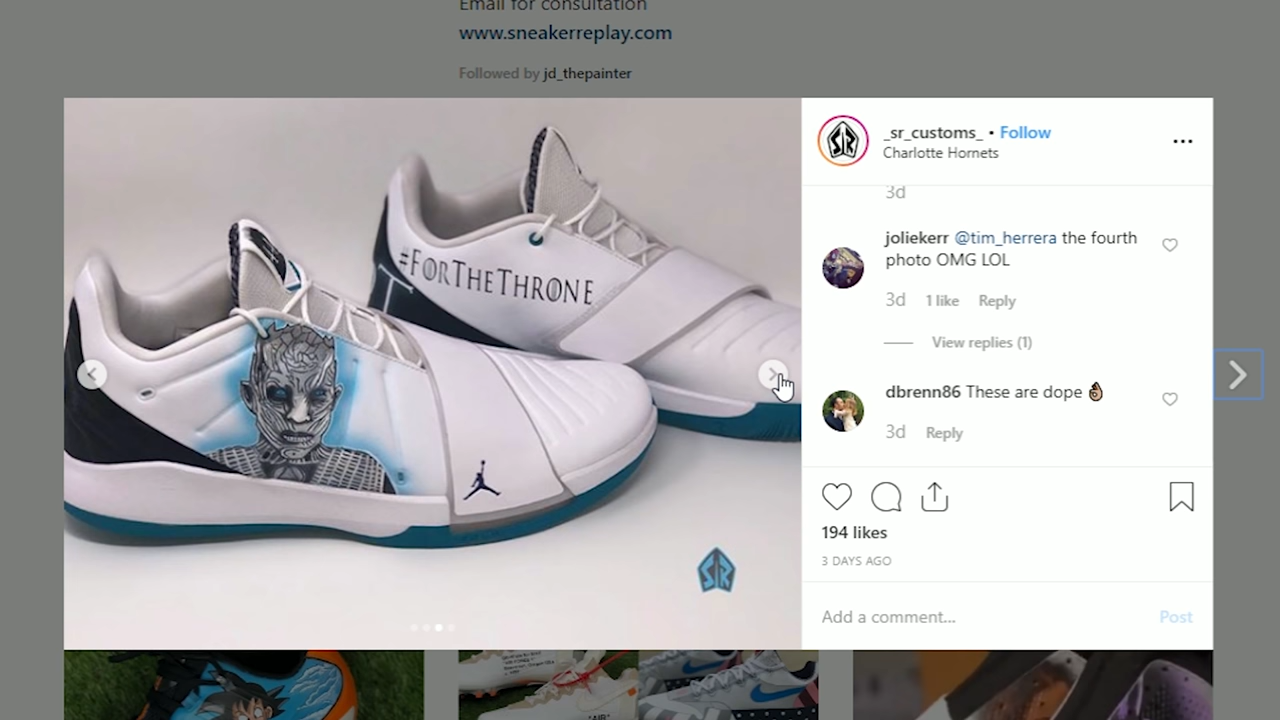 Email for consultation
www.sneakerreplay.com
Followed by jd_thepainter
_sr_customs_ • Follow
Charlotte Hornets
3d
joliekerr @tim_herrera the fourth
photo OMG LOL
3d 1 like Reply
View replies (1)
dbrenn86 These are dope 👌🏾
3d Reply
194 likes
3 DAYS AGO
Add a comment... Post
#FORTHETHRONE
SR
"AIR"